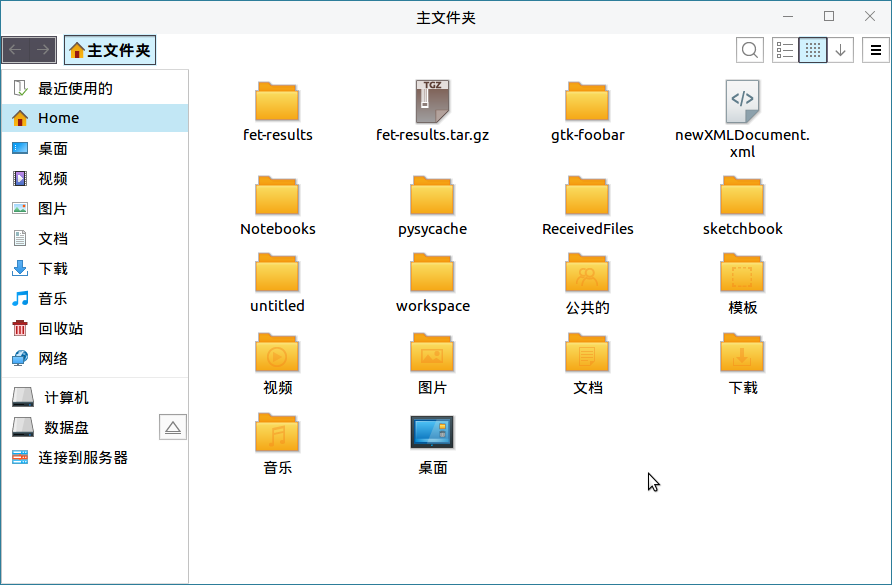 主文件夹
主文件夹
最近使用的
Home
桌面
视频
图片
文档
下载
音乐
回收站
网络
计算机
数据盘
连接到服务器
fet-results
TGZ
fet-results.tar.gz
gtk-foobar
</>
newXMLDocument.
xml
Notebooks
pysycache
ReceivedFiles
sketchbook
untitled
workspace
公共的
模板
视频
图片
文档
下载
音乐
桌面